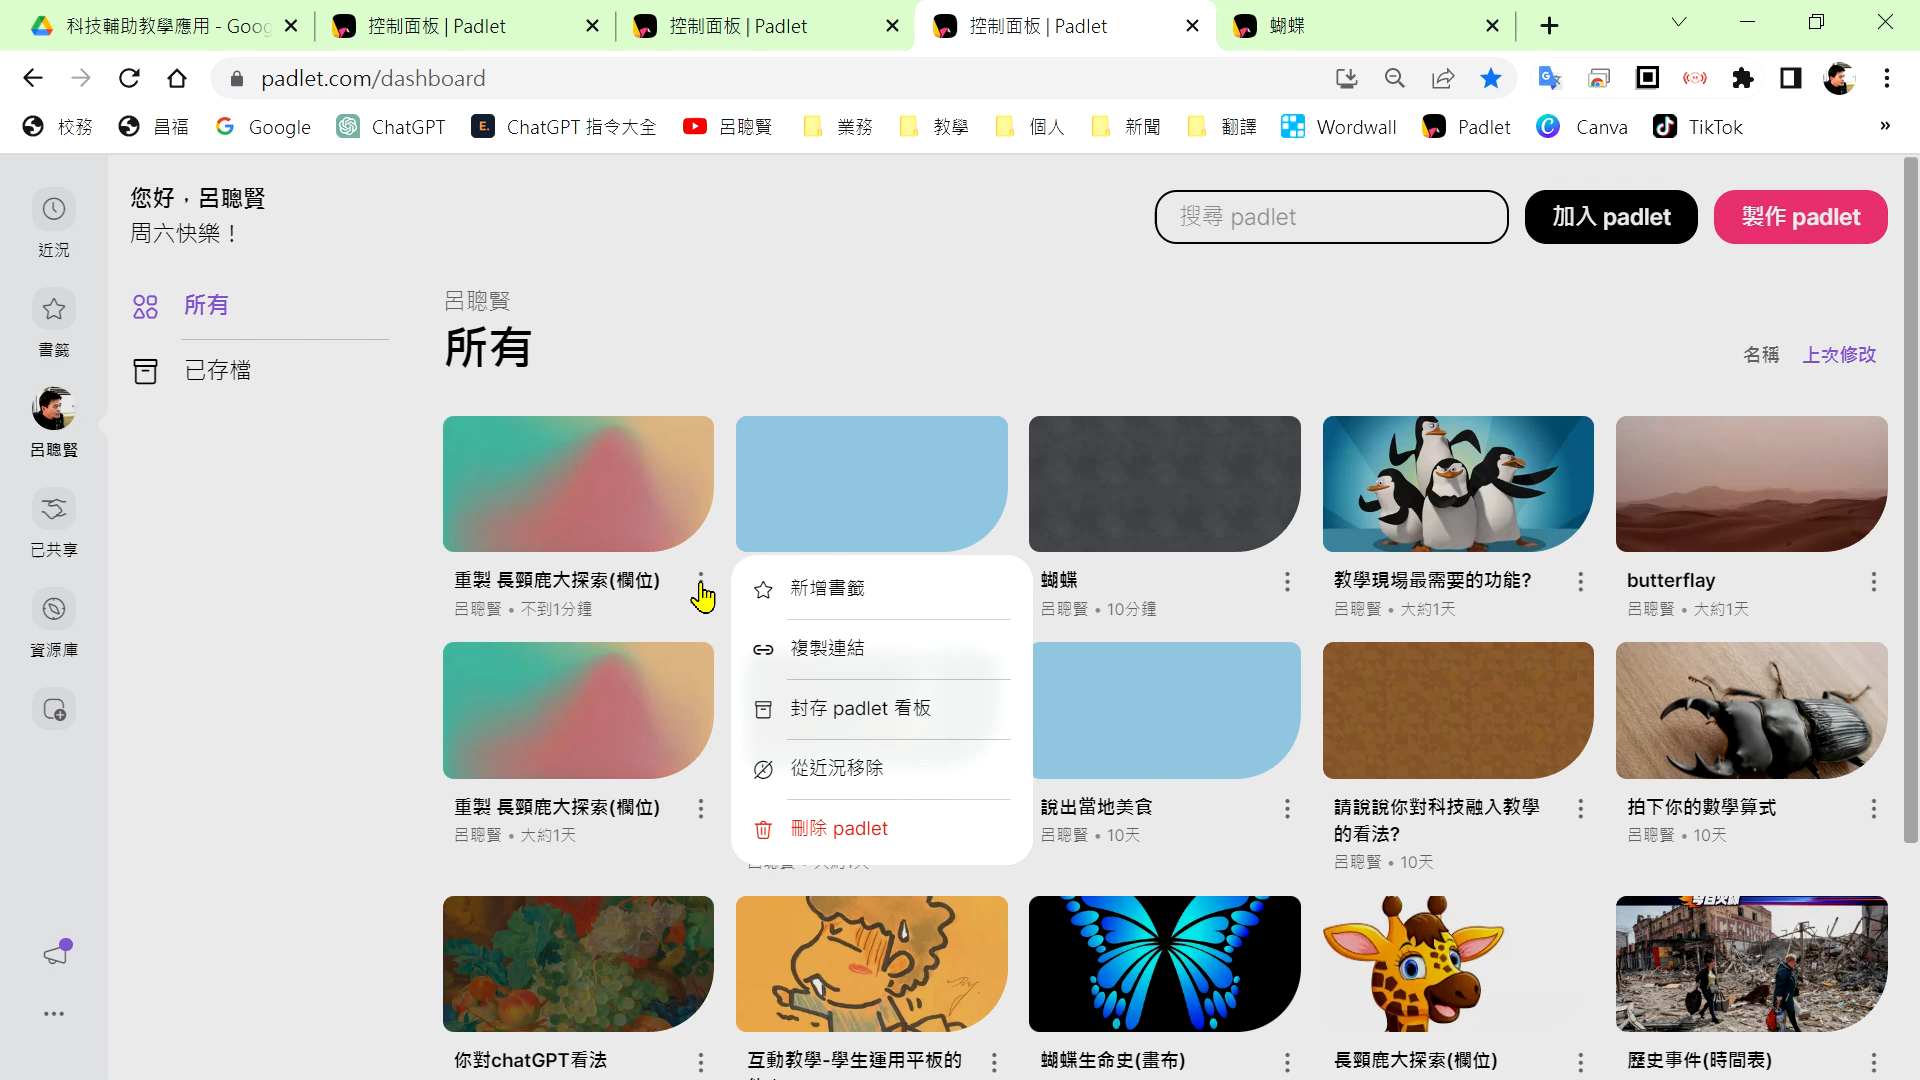 科技輔助教學應用 - Goog
控制面板 | Padlet
控制面板 | Padlet
控制面板 | Padlet
蝴蝶
padlet.com/dashboard
校務
昌福
Google
ChatGPT
ChatGPT 指令大全
呂聰賢
業務
教學
個人
新聞
翻譯
Wordwall
Padlet
Canva
TikTok
近況
書籤
呂聰賢
已共享
資源庫
您好，呂聰賢
周六快樂！
搜尋 padlet
加入 padlet
製作 padlet
所有
已存檔
呂聰賢
所有
名稱
上次修改
重製 長頸鹿大探索(欄位)
呂聰賢 • 不到1分鐘
蝴蝶
呂聰賢 • 10分鐘
教學現場最需要的功能?
呂聰賢 • 大約1天
butterflay
呂聰賢 • 大約1天
新增書籤
複製連結
封存 padlet 看板
從近況移除
刪除 padlet
重製 長頸鹿大探索(欄位)
呂聰賢 • 大約1天
說出當地美食
呂聰賢 • 10天
請說說你對科技融入教學
的看法?
呂聰賢 • 10天
拍下你的數學算式
呂聰賢 • 10天
你對chatGPT看法
互動教學-學生運用平板的
蝴蝶生命史(畫布)
長頸鹿大探索(欄位)
歷史事件(時間表)